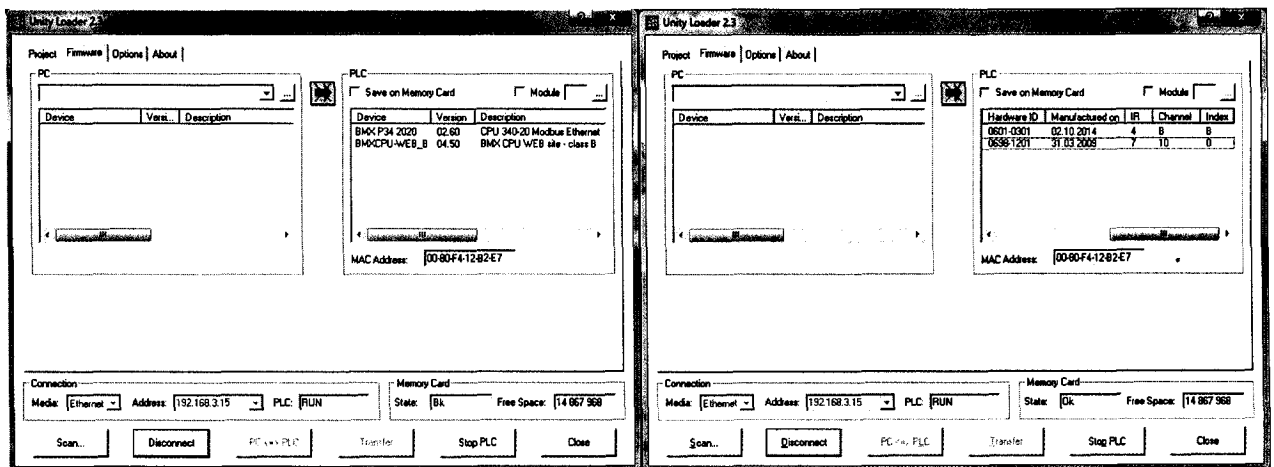 Unity Loader 2.3
Project Firmware Options About
PC
PLC
Save on Memory Card Module ...
Device Versi... Description
Device Version Description
BMX P34 2020 02.60 CPU 340-20 Modbus Ethernet
BMXCPU-WEB_B 04.50 BMX CPU WEB site - class B
MAC Address: 00-80-F4-12-B2-E7
Connection
Media: Ethernet Address: 192.168.3.15 PLC: RUN
Memory Card
State: Bk Free Space: 14 867 968
Scan... Disconnect PC <=> PLC Transfer Stop PLC Close
Unity Loader 2.3
Project Firmware Options About
PC
PLC
Save on Memory Card Module ...
Device Versi... Description
Hardware ID Manufactured on IR Channel Index
0601-0301 02.10.2014 4 B B
0698-1201 31.03.2009 7 10 0
MAC Address: 00-80-F4-12-B2-E7
Connection
Media: Ethernet Address: 192.168.3.15 PLC: RUN
Memory Card
State: Ok Free Space: 14 867 968
Scan... Disconnect PC <=> PLC Transfer Stop PLC Close